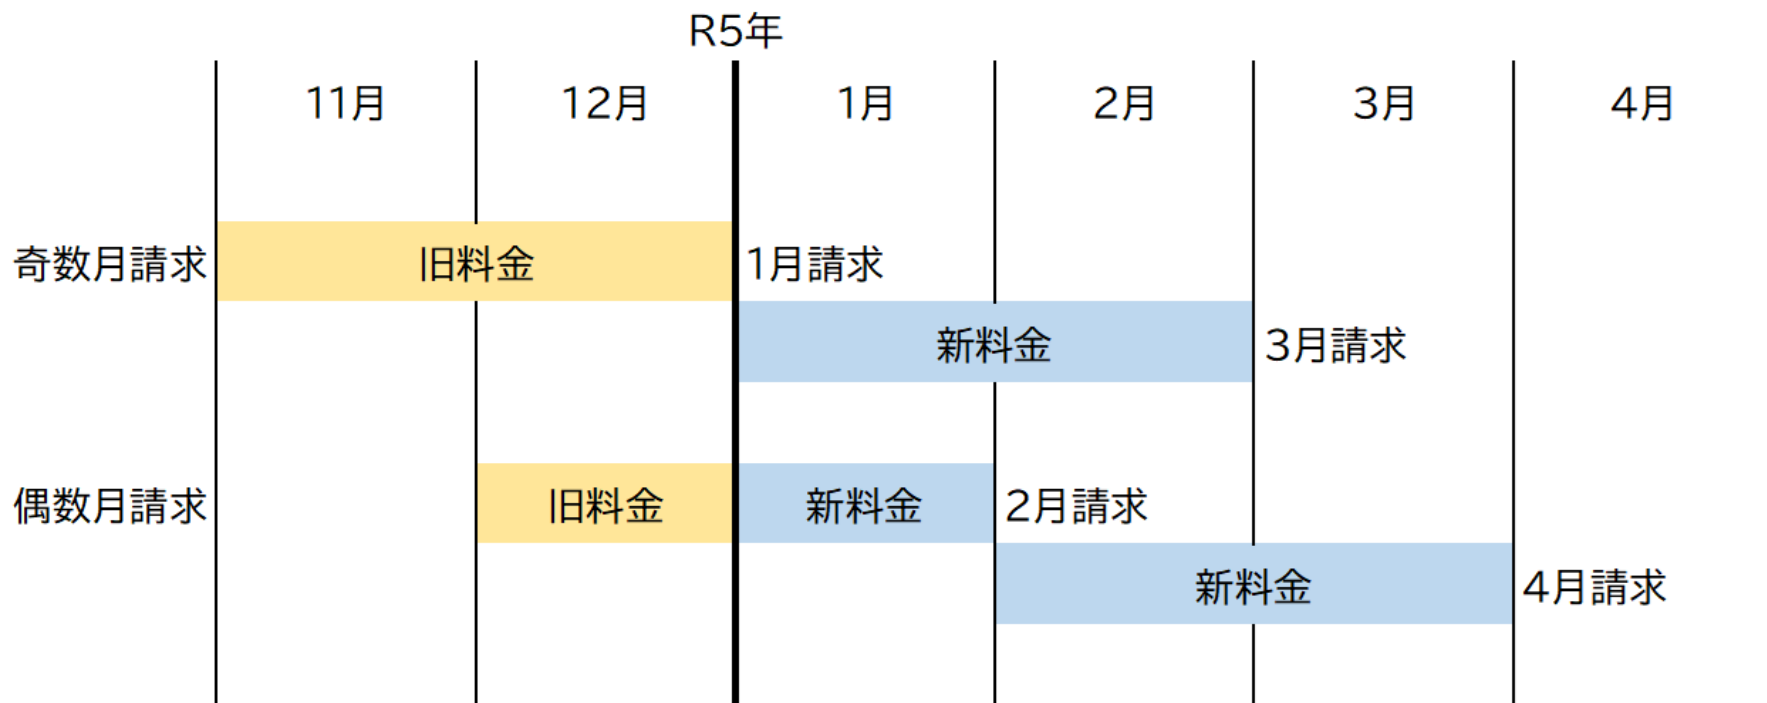 R5年
11月 12月 1月 2月 3月 4月
奇数月請求 旧料金 1月請求
新料金 3月請求
偶数月請求 旧料金 新料金 2月請求
新料金 4月請求